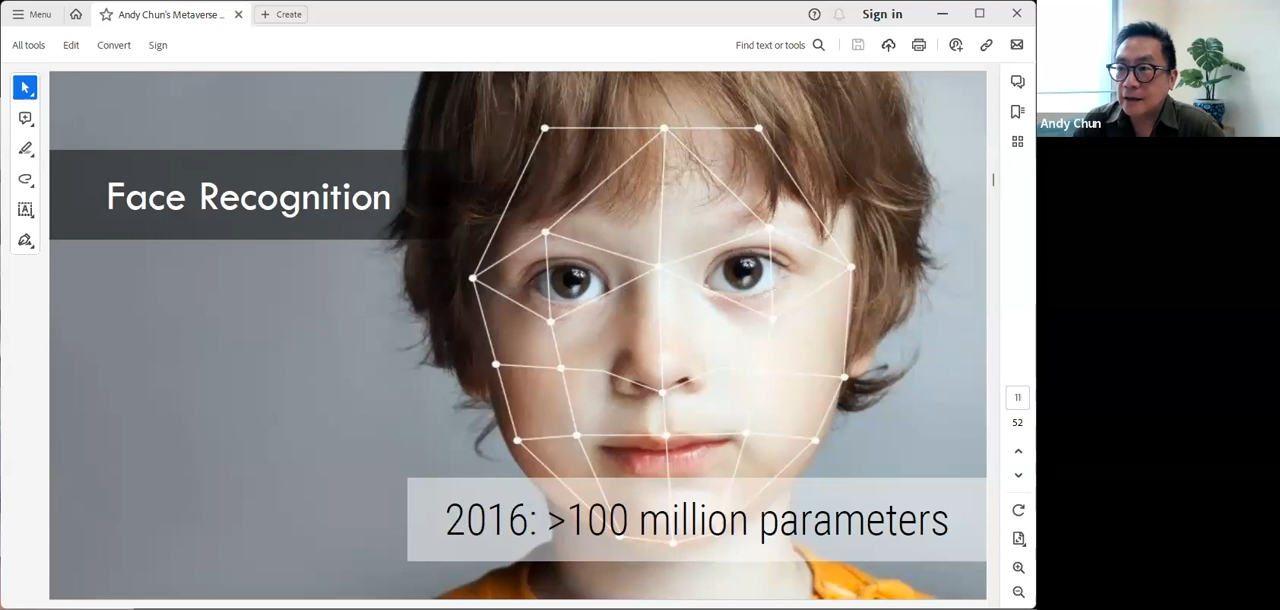 Menu
Andy Chun's Metaverse ...
Create
Sign in
All tools
Edit
Convert
Sign
Find text or tools
Andy Chun
Face Recognition
11
52
2016: >100 million parameters